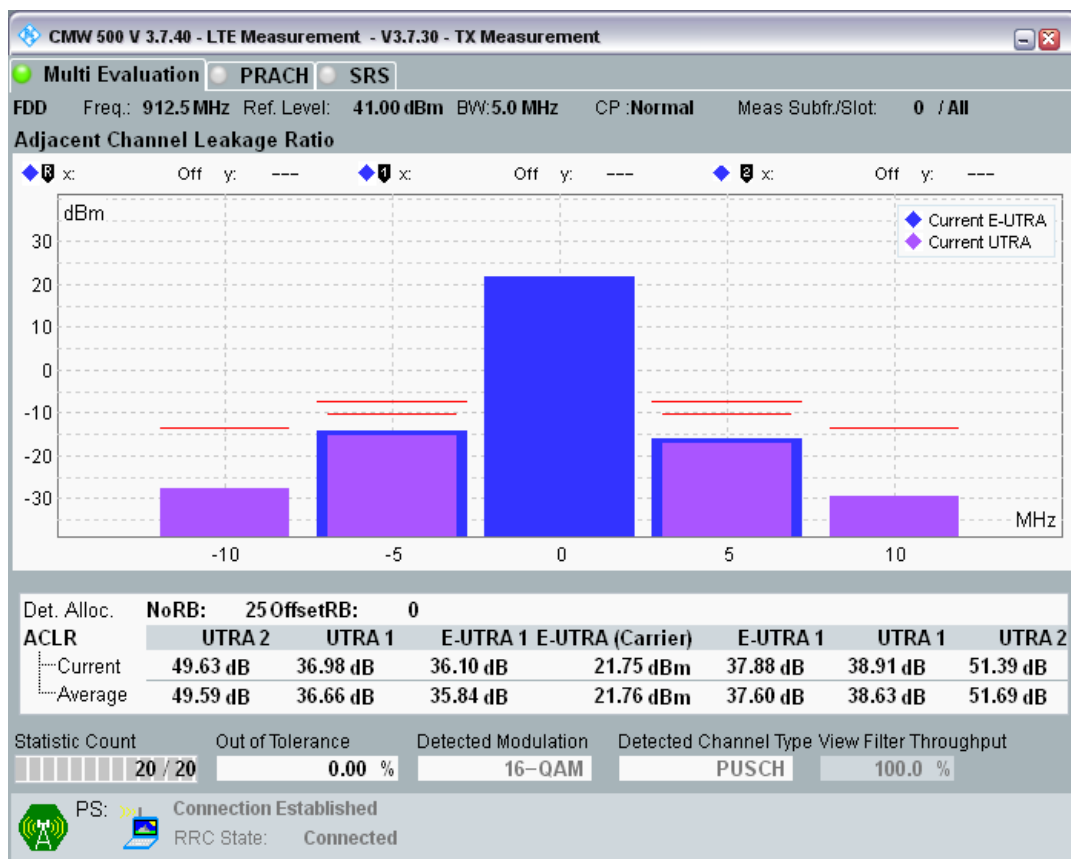 CMW 500 V 3.7.40 - LTE Measurement - V3.7.30 - TX Measurement
Multi Evaluation PRACH SRS
FDD Freq.: 912.5 MHz Ref. Level: 41.00 dBm BW:5.0 MHz CP :Normal Meas Subfr./Slot: 0 / All
Adjacent Channel Leakage Ratio
R x: Off y: --- 1 x: Off y: --- 2 x: Off y: ---
dBm
Current E-UTRA
Current UTRA
30
20
10
0
-10
-20
-30
MHz
-10 -5 0 5 10
Det. Alloc. NoRB: 25 OffsetRB: 0
ACLR UTRA 2 UTRA 1 E-UTRA 1 E-UTRA (Carrier) E-UTRA 1 UTRA 1 UTRA 2
Current 49.63 dB 36.98 dB 36.10 dB 21.75 dBm 37.88 dB 38.91 dB 51.39 dB
Average 49.59 dB 36.66 dB 35.84 dB 21.76 dBm 37.60 dB 38.63 dB 51.69 dB
Statistic Count Out of Tolerance Detected Modulation Detected Channel Type View Filter Throughput
20 / 20 0.00 % 16-QAM PUSCH 100.0 %
PS: Connection Established
RRC State: Connected